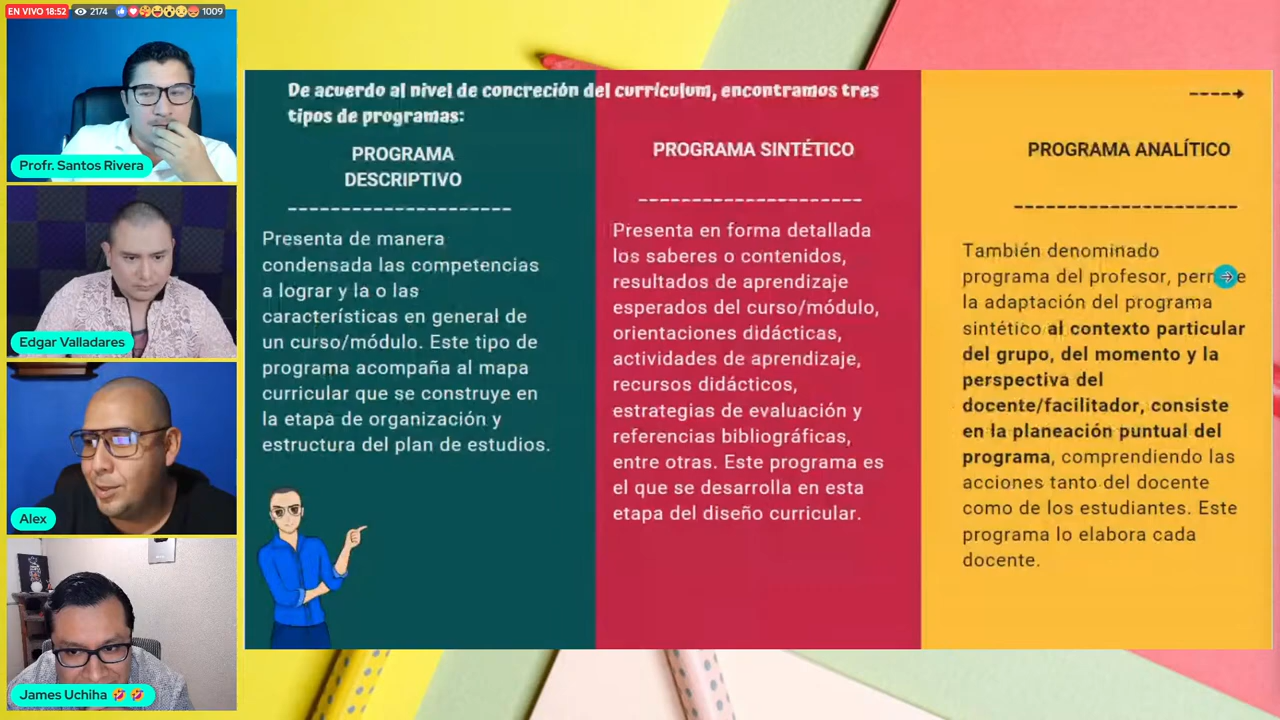 EN VIVO 18:52 2174 1009
Profr. Santos Rivera
Edgar Valladares
Alex
James Uchiha 🤣 🤣
De acuerdo al nivel de concreción del curriculum, encontramos tres
tipos de programas:
PROGRAMA
DESCRIPTIVO
Presenta de manera
condensada las competencias
a lograr y la o las
características en general de
un curso/módulo. Este tipo de
programa acompaña al mapa
curricular que se construye en
la etapa de organización y
estructura del plan de estudios.
PROGRAMA SINTÉTICO
Presenta en forma detallada
los saberes o contenidos,
resultados de aprendizaje
esperados del curso/módulo,
orientaciones didácticas,
actividades de aprendizaje,
recursos didácticos,
estrategias de evaluación y
referencias bibliográficas,
entre otras. Este programa es
el que se desarrolla en esta
etapa del diseño curricular.
PROGRAMA ANALÍTICO
También denominado
programa del profesor,
la adaptación del programa
sintético al contexto particular
del grupo, del momento y la
perspectiva del
docente/facilitador, consiste
en la planeación puntual del
programa, comprendiendo las
acciones tanto del docente
como de los estudiantes. Este
programa lo elabora cada
docente.